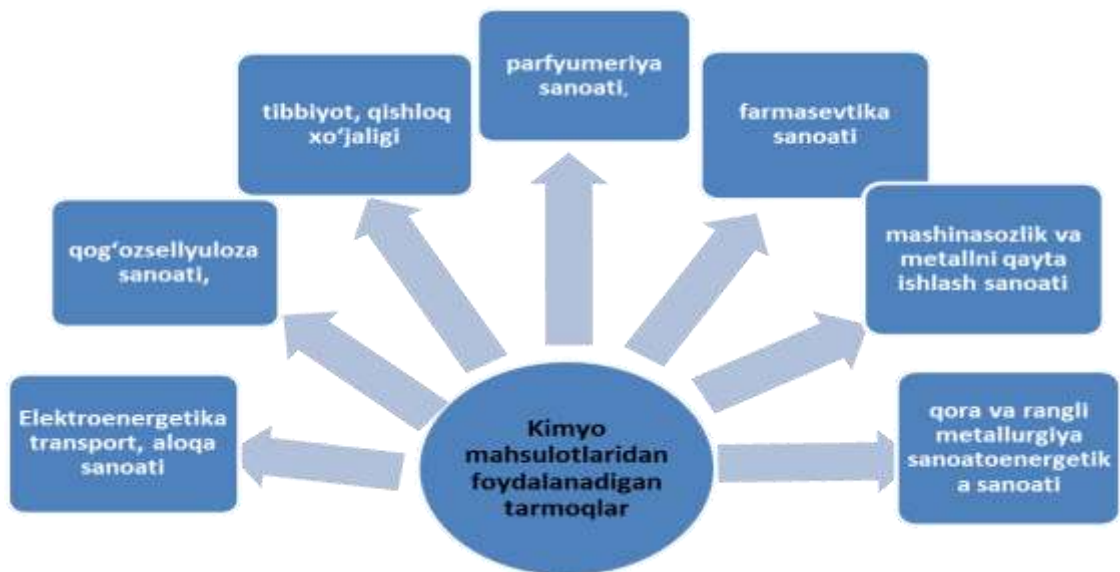 parfyumeriya
sanoati,
tibbiyot, qishloq
xo‘jaligi
farmasevtika
sanoati
qog‘ozsellyuloza
sanoati,
mashinasozlik va
metallni qayta
ishlash sanoati
Elektroenergetika
transport, aloqa
sanoati
Kimyo
mahsulotlaridan
foydalanadigan
tarmoqlar
qora va rangli
metallurgiya
sanoatoenergetik
a sanoati